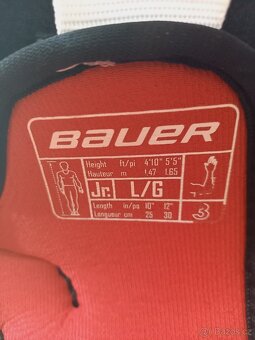 BAUER
Height ft/pi 4'10" 5'5"
Hauteur m 1.47 1.65
Jr. L/G
Length in/po 10" 12"
Longueur cm 25 30
3